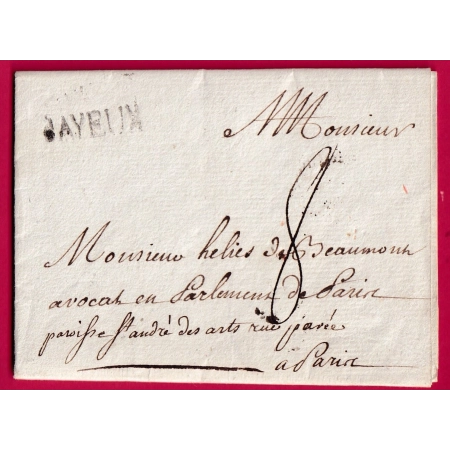 BAYEUX
A Monsieur
8
Monsieur helies de Beaumont
avocat en Parlement de Paris
paroisse St andré des arts rue pavée
a Paris